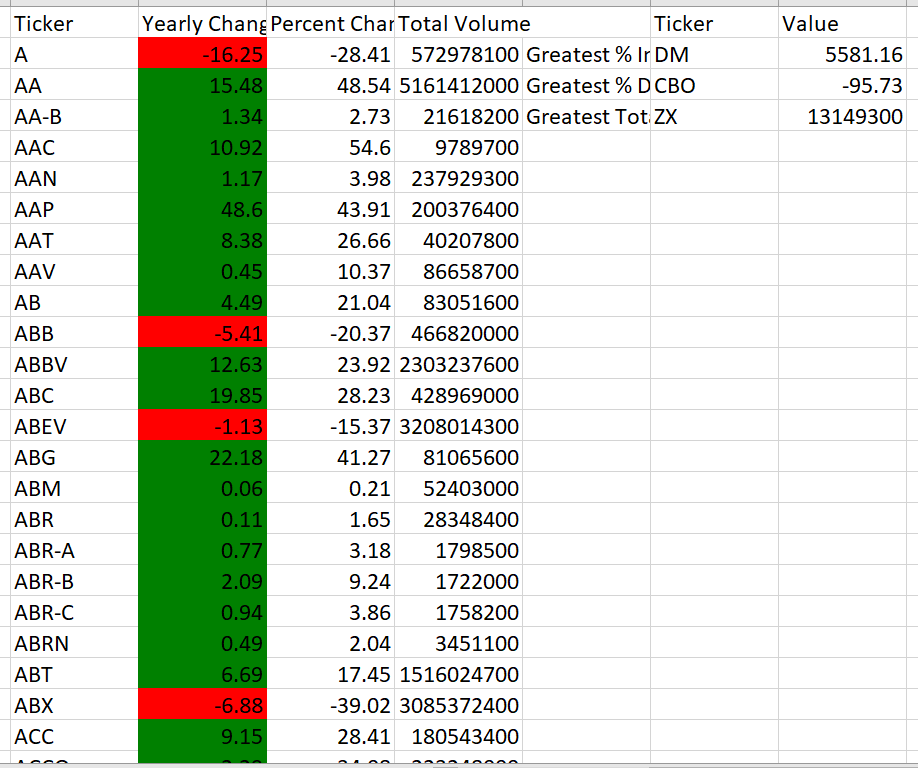 Ticker Yearly Chang Percent Char Total Volume Ticker Value
A -16.25 -28.41 572978100 Greatest % In DM 5581.16
AA 15.48 48.54 5161412000 Greatest % D CBO -95.73
AA-B 1.34 2.73 21618200 Greatest Tota ZX 13149300
AAC 10.92 54.6 9789700
AAN 1.17 3.98 237929300
AAP 48.6 43.91 200376400
AAT 8.38 26.66 40207800
AAV 0.45 10.37 86658700
AB 4.49 21.04 83051600
ABB -5.41 -20.37 466820000
ABBV 12.63 23.92 2303237600
ABC 19.85 28.23 428969000
ABEV -1.13 -15.37 3208014300
ABG 22.18 41.27 81065600
ABM 0.06 0.21 52403000
ABR 0.11 1.65 28348400
ABR-A 0.77 3.18 1798500
ABR-B 2.09 9.24 1722000
ABR-C 0.94 3.86 1758200
ABRN 0.49 2.04 3451100
ABT 6.69 17.45 1516024700
ABX -6.88 -39.02 3085372400
ACC 9.15 28.41 180543400